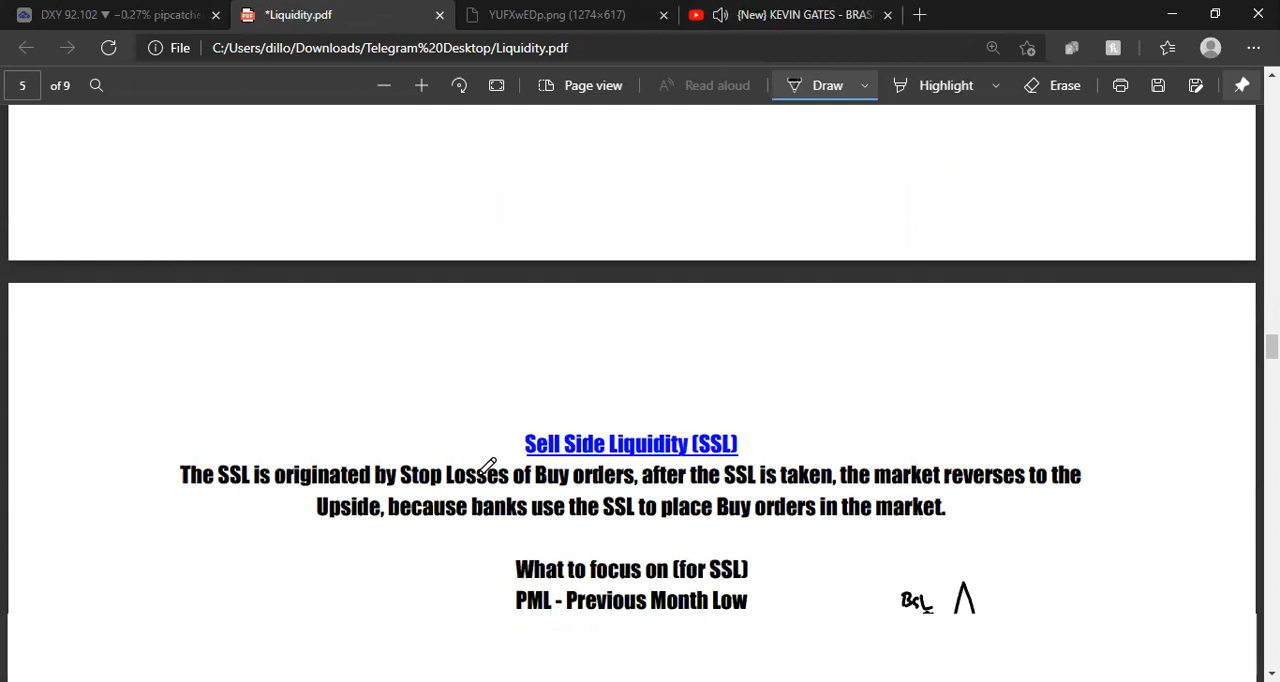 DXY 92.102 ▼ −0.27% pipcatche
*Liquidity.pdf
YUFXwEDp.png (1274×617)
{New} KEVIN GATES - BRAS
File
C:/Users/dillo/Downloads/Telegram%20Desktop/Liquidity.pdf
5 of 9
Page view
Read aloud
Draw
Highlight
Erase
Sell Side Liquidity (SSL)
The SSL is originated by Stop Losses of Buy orders, after the SSL is taken, the market reverses to the
Upside, because banks use the SSL to place Buy orders in the market.
What to focus on (for SSL)
PML - Previous Month Low
BSL